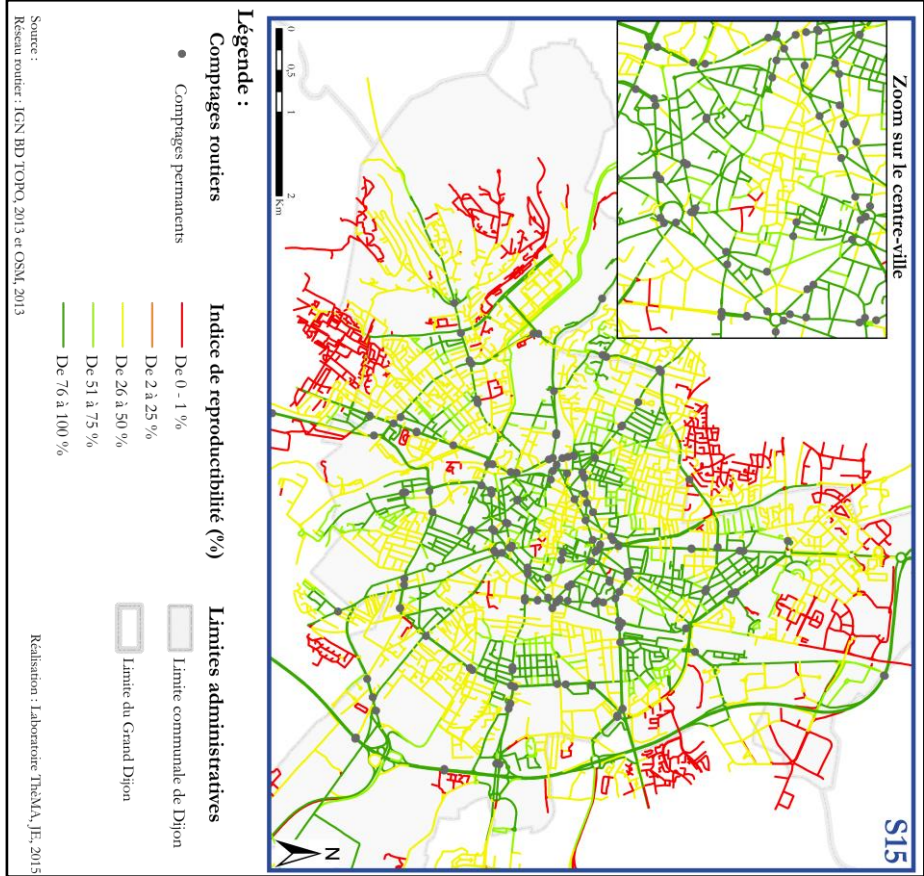 S15
Zoom sur le centre-ville
N
0 0,5 1 2
Km
Légende :
Comptages routiers
Comptages permanents
Indice de reproductibilité (%)
De 0 - 1 %
De 2 à 25 %
De 26 à 50 %
De 51 à 75 %
De 76 à 100 %
Limites administratives
Limite communale de Dijon
Limite du Grand Dijon
Source :
Réseau routier : IGN BD TOPO, 2013 et OSM, 2013
Réalisation : Laboratoire ThéMA, JE, 2015